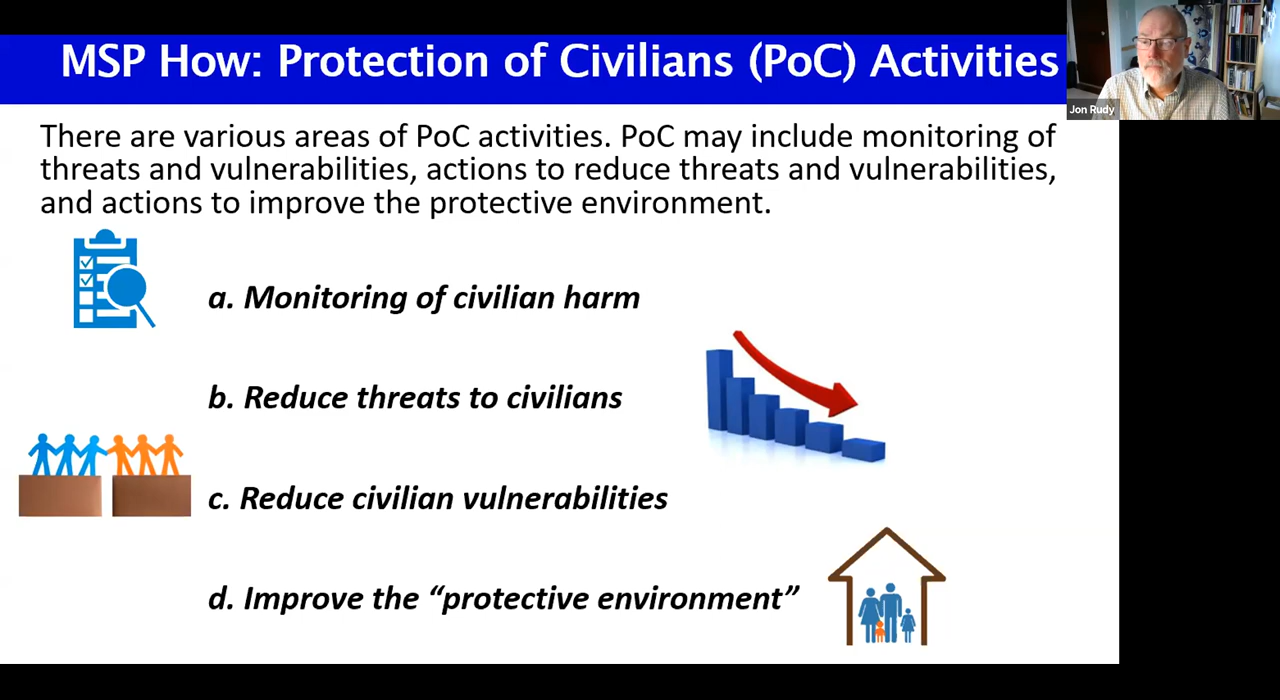 MSP How: Protection of Civilians (PoC) Activities
Jon Rudy
There are various areas of PoC activities. PoC may include monitoring of
threats and vulnerabilities, actions to reduce threats and vulnerabilities,
and actions to improve the protective environment.
a. Monitoring of civilian harm
b. Reduce threats to civilians
c. Reduce civilian vulnerabilities
d. Improve the “protective environment”